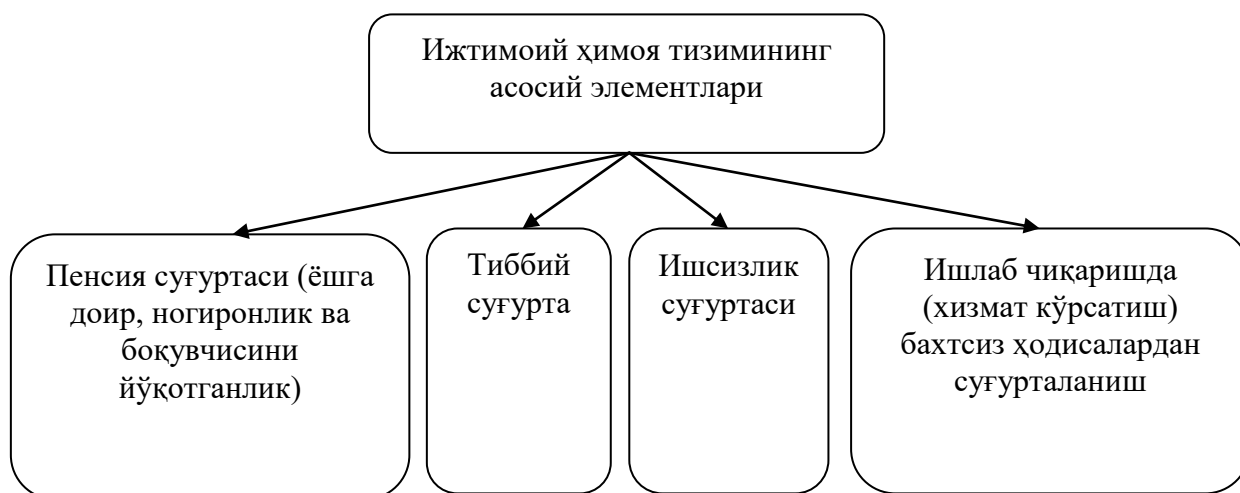 Ижтимоий ҳимоя тизимининг
асосий элементлари
Пенсия суғуртаси (ёшга
доир, ногиронлик ва
боқувчисини
йўқотганлик)
Тиббий
суғурта
Ишсизлик
суғуртаси
Ишлаб чиқаришда
(хизмат кўрсатиш)
бахтсиз ҳодисалардан
суғурталаниш